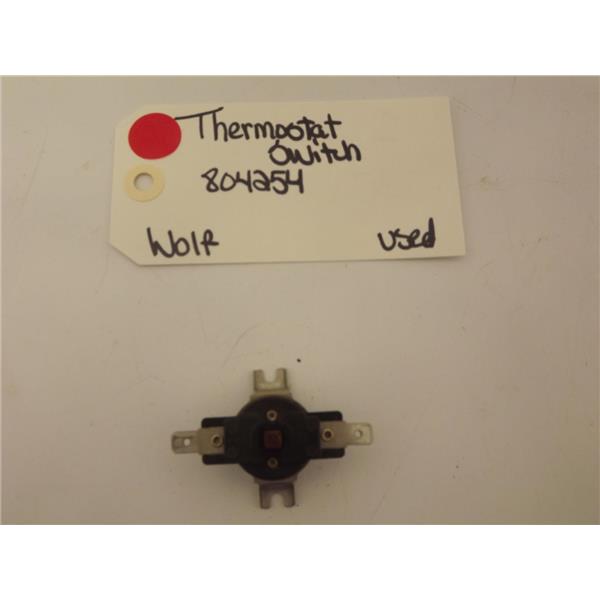 Thermostat
Switch
804254
Wolf
used